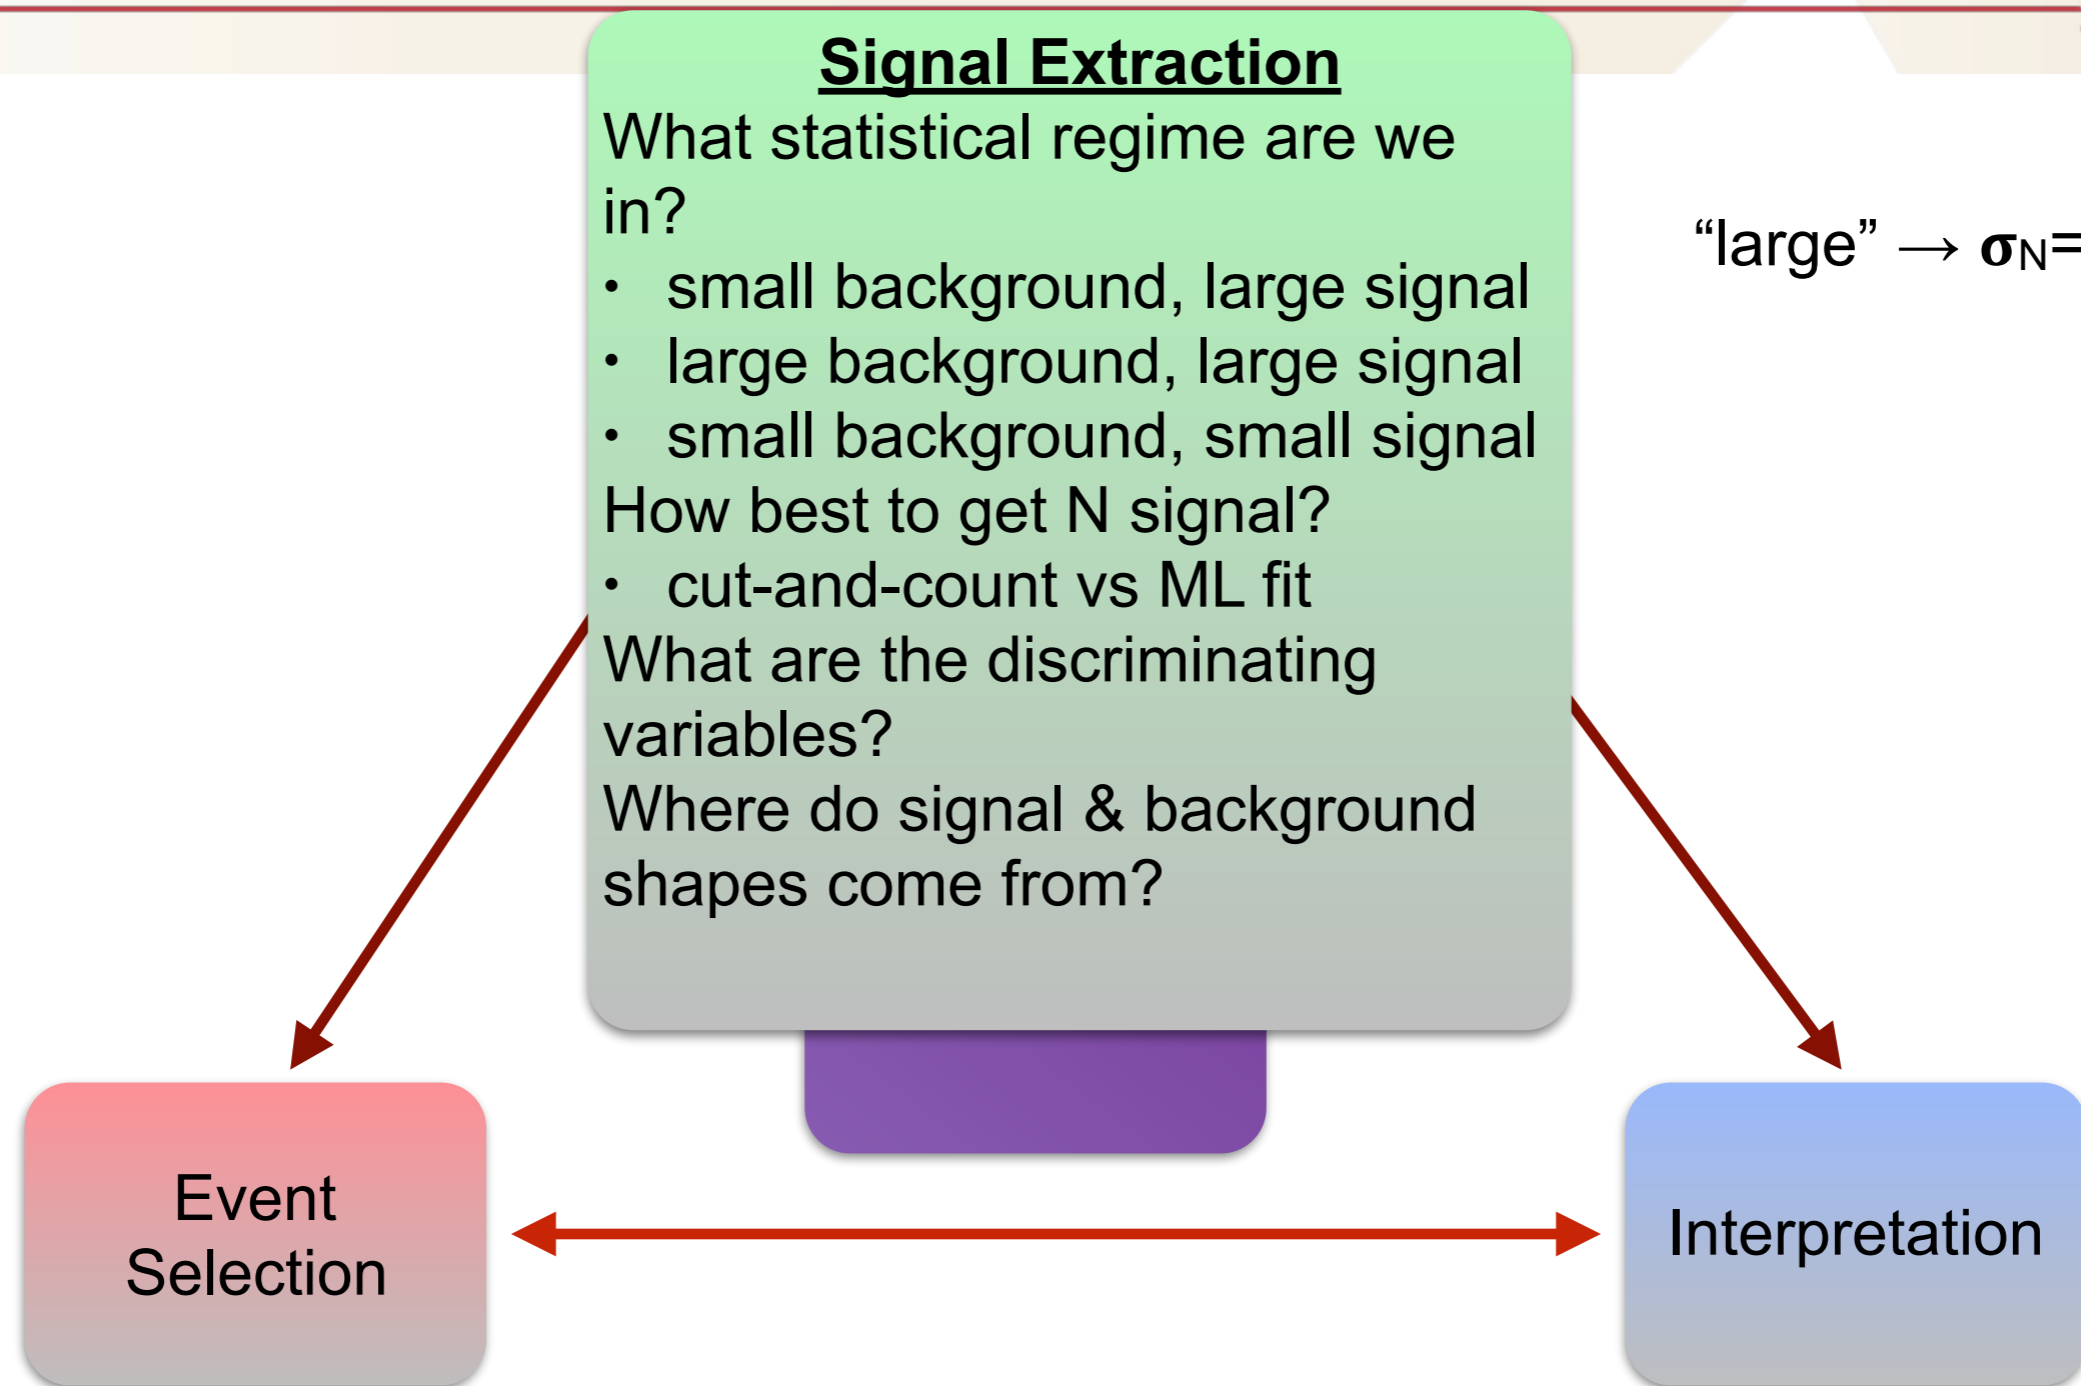 Signal Extraction
What statistical regime are we
in?
• small background, large signal
• large background, large signal
• small background, small signal
How best to get N signal?
• cut-and-count vs ML fit
What are the discriminating
variables?
Where do signal & background
shapes come from?
“large” → σN=
Event
Selection
Interpretation